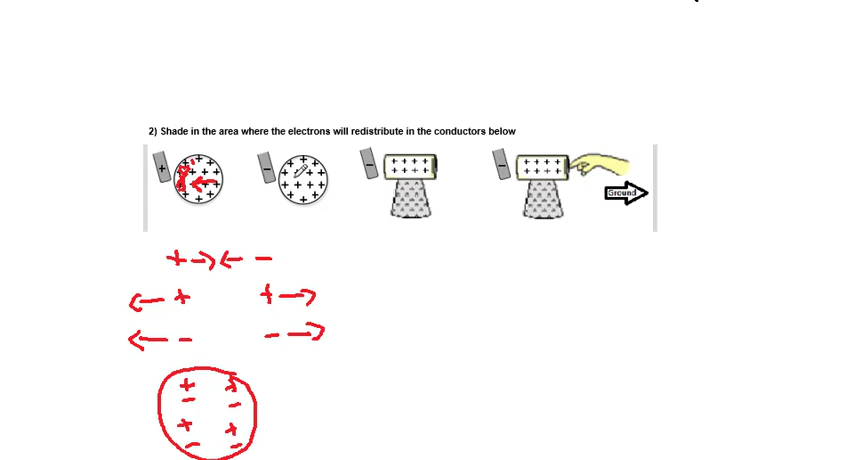 2) Shade in the area where the electrons will redistribute in the conductors below
Ground